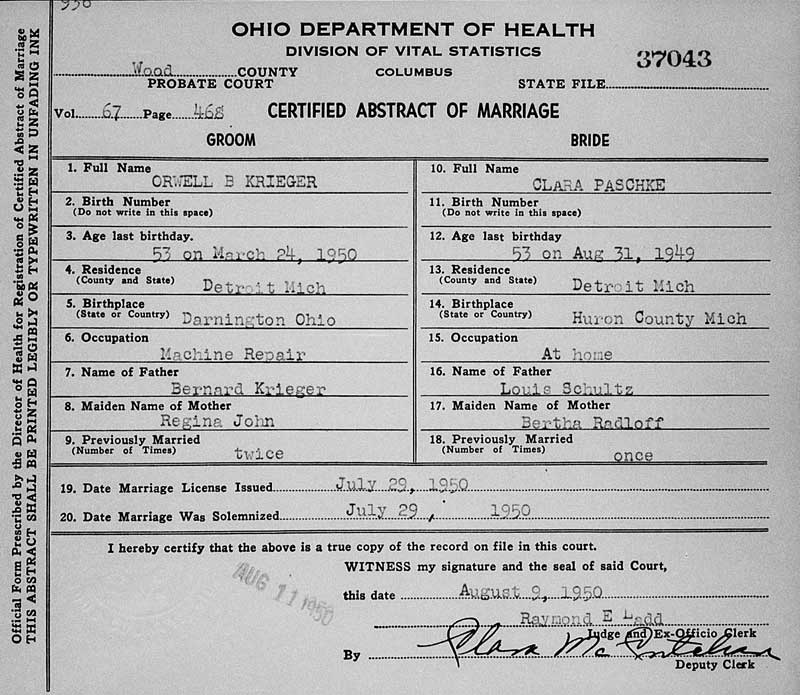 936
OHIO DEPARTMENT OF HEALTH
DIVISION OF VITAL STATISTICS
37043
Wood COUNTY COLUMBUS
PROBATE COURT STATE FILE
Vol. 67 Page 468 CERTIFIED ABSTRACT OF MARRIAGE
GROOM BRIDE
1. Full Name 10. Full Name
ORWELL B KRIEGER CLARA PASCHKE
2. Birth Number 11. Birth Number
(Do not write in this space) (Do not write in this space)
3. Age last birthday. 12. Age last birthday
53 on March 24, 1950 53 on Aug 31, 1949
4. Residence 13. Residence
(County and State) Detroit Mich (County and State) Detroit Mich
5. Birthplace 14. Birthplace
(State or Country) Darnington Ohio (State or Country) Huron County Mich
6. Occupation 15. Occupation
Machine Repair At home
7. Name of Father 16. Name of Father
Bernard Krieger Louis Schultz
8. Maiden Name of Mother 17. Maiden Name of Mother
Regina John Bertha Radloff
9. Previously Married 18. Previously Married
(Number of Times) twice (Number of Times) once
19. Date Marriage License Issued July 29, 1950
20. Date Marriage Was Solemnized July 29, 1950
I hereby certify that the above is a true copy of the record on file in this court.
WITNESS my signature and the seal of said Court,
AUG 11 1950
this date August 9, 1950
Raymond E Ladd
Judge and Ex-Officio Clerk
By Clara Mc
Deputy Clerk
Official Form Prescribed by the Director of Health for Registration of Certified Abstract of Marriage
THIS ABSTRACT SHALL BE PRINTED LEGIBLY OR TYPEWRITTEN IN UNFADING INK